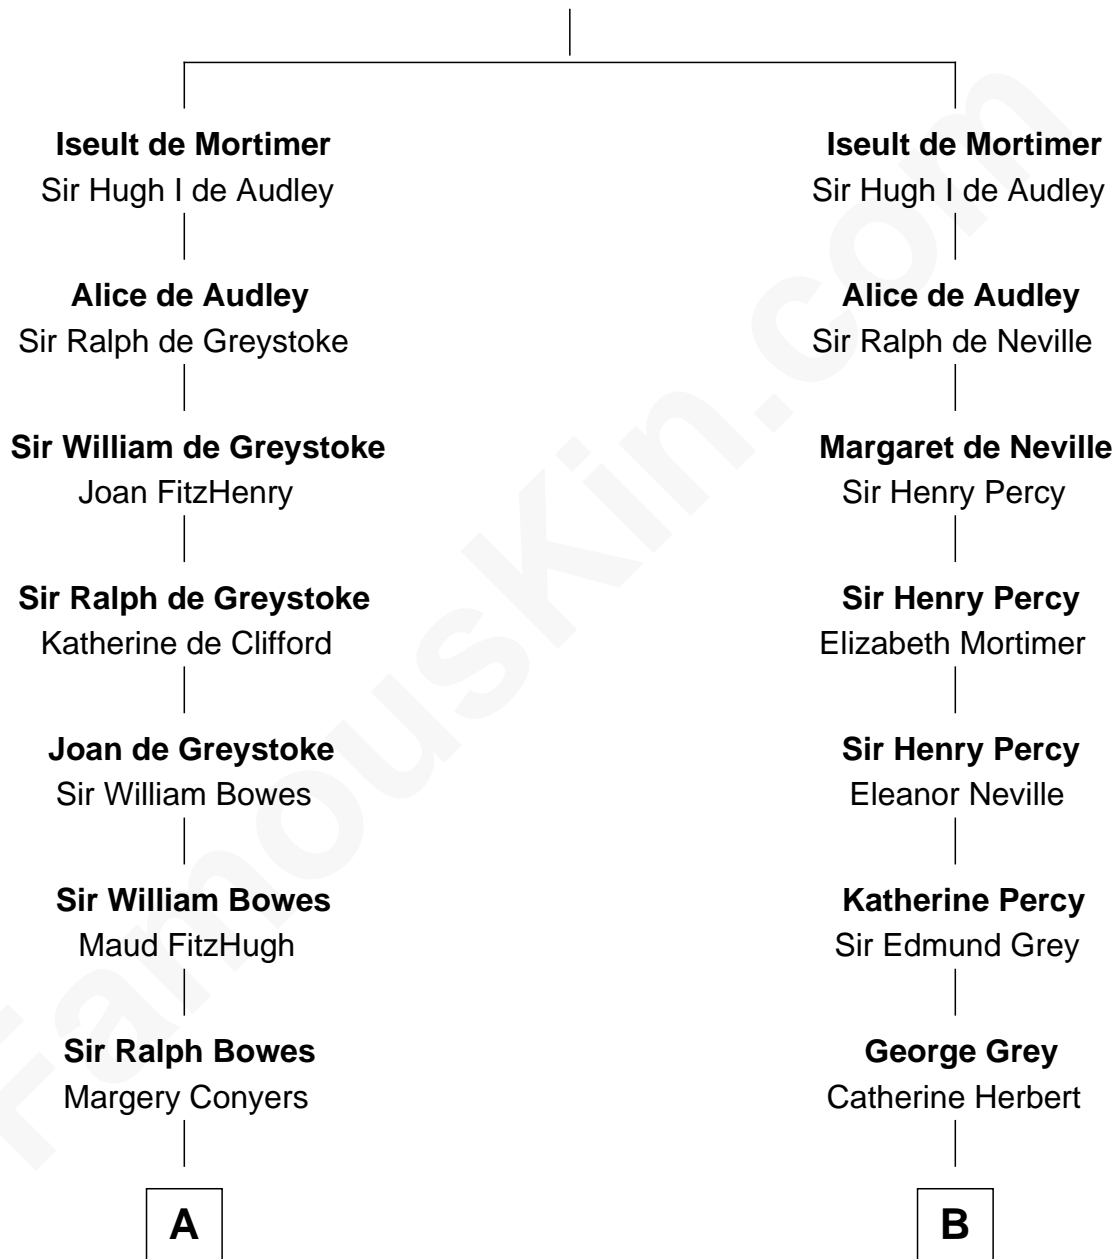 Iseult de Mortimer
Sir Hugh I de Audley
Alice de Audley
Sir Ralph de Greystoke
Sir William de Greystoke
Joan FitzHenry
Sir Ralph de Greystoke
Katherine de Clifford
Joan de Greystoke
Sir William Bowes
Sir William Bowes
Maud FitzHugh
Sir Ralph Bowes
Margery Conyers
A
Iseult de Mortimer
Sir Hugh I de Audley
Alice de Audley
Sir Ralph de Neville
Margaret de Neville
Sir Henry Percy
Sir Henry Percy
Elizabeth Mortimer
Sir Henry Percy
Eleanor Neville
Katherine Percy
Sir Edmund Grey
George Grey
Catherine Herbert
B
FamousKin.com